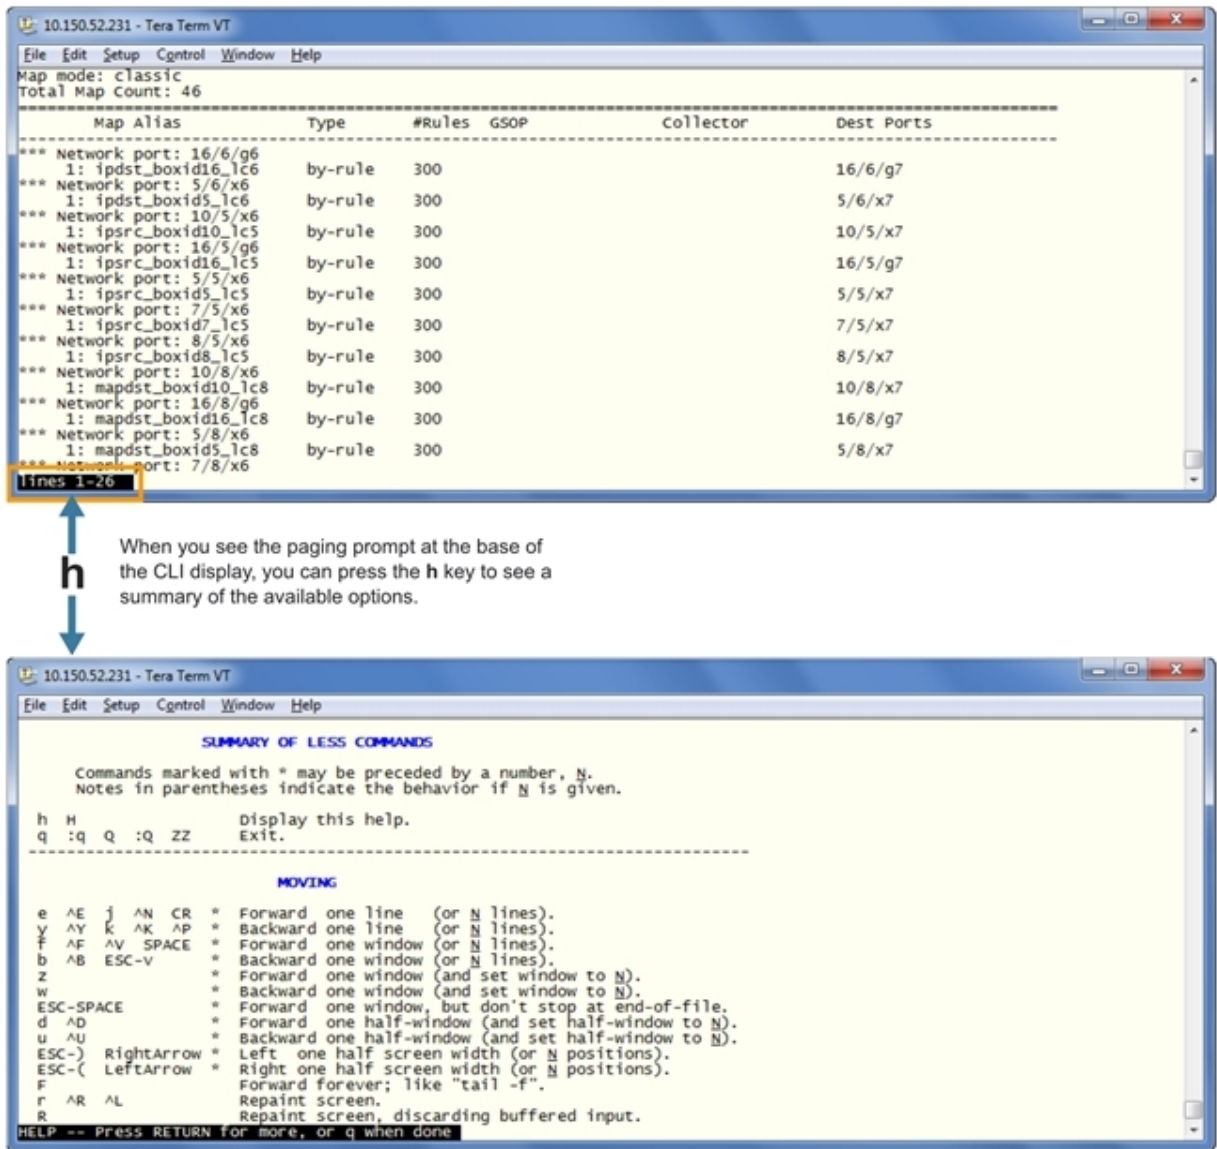 10.150.52.231 - Tera Term VT
File Edit Setup Control Window Help
Map mode: classic
Total Map Count: 46
Map Alias Type #Rules GSOP Collector Dest Ports
*** Network port: 16/6/g6
1: ipdst_boxid16_lc6 by-rule 300 16/6/g7
*** Network port: 5/6/x6
1: ipdst_boxid5_lc6 by-rule 300 5/6/x7
*** Network port: 10/5/x6
1: ipsrc_boxid10_lc5 by-rule 300 10/5/x7
*** Network port: 16/5/g6
1: ipsrc_boxid16_lc5 by-rule 300 16/5/g7
*** Network port: 5/5/x6
1: ipsrc_boxid5_lc5 by-rule 300 5/5/x7
*** Network port: 7/5/x6
1: ipsrc_boxid7_lc5 by-rule 300 7/5/x7
*** Network port: 8/5/x6
1: ipsrc_boxid8_lc5 by-rule 300 8/5/x7
*** Network port: 10/8/x6
1: mapdst_boxid10_lc8 by-rule 300 10/8/x7
*** Network port: 16/8/g6
1: mapdst_boxid16_lc8 by-rule 300 16/8/g7
*** Network port: 5/8/x6
1: mapdst_boxid5_lc8 by-rule 300 5/8/x7
*** Network port: 7/8/x6
lines 1-26
h
When you see the paging prompt at the base of
the CLI display, you can press the h key to see a
summary of the available options.
10.150.52.231 - Tera Term VT
File Edit Setup Control Window Help
SUMMARY OF LESS COMMANDS
Commands marked with * may be preceded by a number, N.
Notes in parentheses indicate the behavior if N is given.
h H Display this help.
q :q Q :Q ZZ Exit.
MOVING
e ^E j ^N CR * Forward one line (or N lines).
y ^Y k ^K ^P * Backward one line (or N lines).
f ^F ^V SPACE * Forward one window (or N lines).
b ^B ESC-v * Backward one window (or N lines).
z * Forward one window (and set window to N).
w * Backward one window (and set window to N).
ESC-SPACE * Forward one window, but don't stop at end-of-file.
d ^D * Forward one half-window (and set half-window to N).
u ^U * Backward one half-window (and set half-window to N).
ESC-) RightArrow * Left one half screen width (or N positions).
ESC-( LeftArrow * Right one half screen width (or N positions).
F Forward forever; like "tail -f".
r ^R ^L Repaint screen.
R Repaint screen, discarding buffered input.
HELP -- Press RETURN for more, or q when done